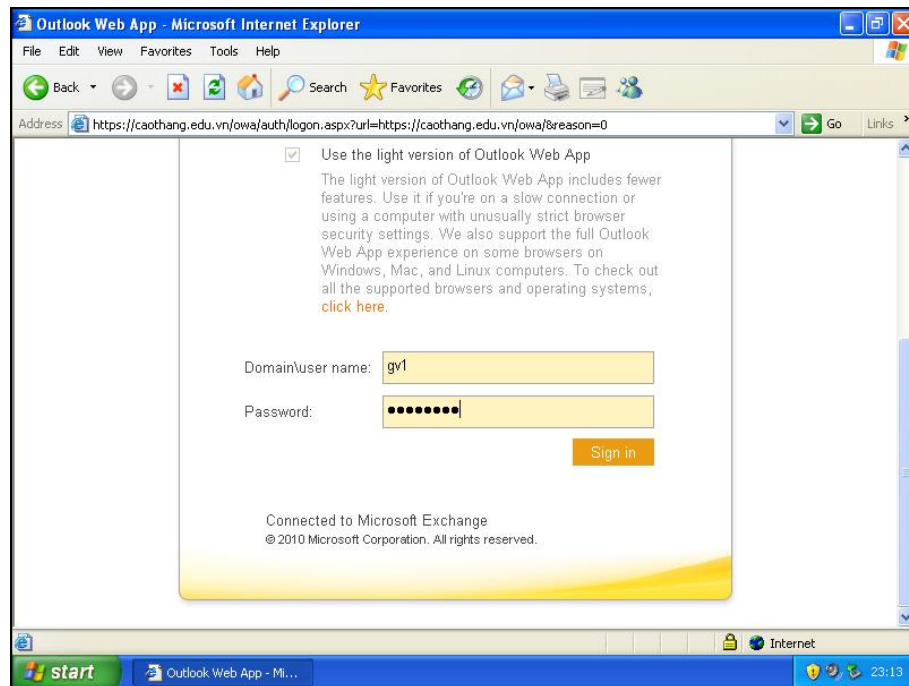 Outlook Web App - Microsoft Internet Explorer
File Edit View Favorites Tools Help
Back Search Favorites
Address https://caothang.edu.vn/owa/auth/logon.aspx?url=https://caothang.edu.vn/owa/&reason=0 Go Links
Use the light version of Outlook Web App
The light version of Outlook Web App includes fewer
features. Use it if you're on a slow connection or
using a computer with unusually strict browser
security settings. We also support the full Outlook
Web App experience on some browsers on
Windows, Mac, and Linux computers. To check out
all the supported browsers and operating systems,
click here.
Domain\user name: gv1
Password: ●●●●●●●●
Sign in
Connected to Microsoft Exchange
© 2010 Microsoft Corporation. All rights reserved.
Internet
start Outlook Web App - Mi... 23:13